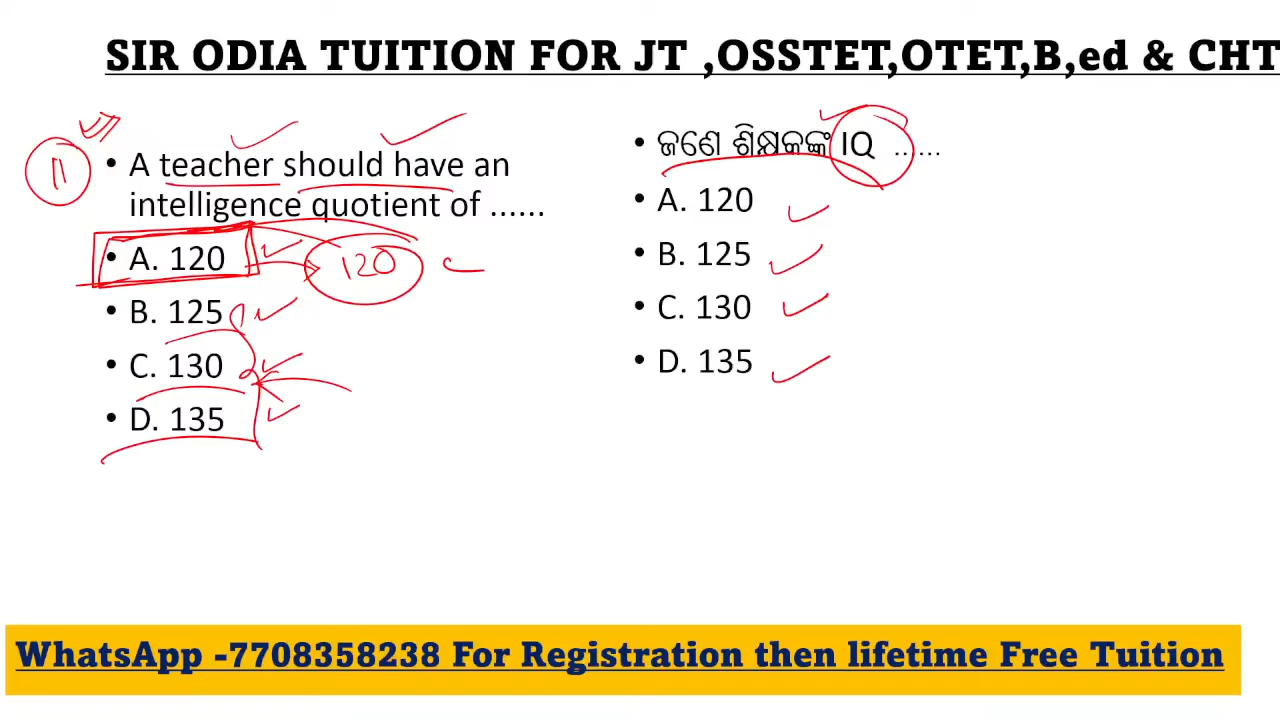 SIR ODIA TUITION FOR JT ,OSSTET,OTET,B,ed & CHT
11
• A teacher should have an
intelligence quotient of ......
• A. 120
120
• B. 125
• C. 130
• D. 135
• ଜଣେ ଶିକ୍ଷକଙ୍କ IQ ......
• A. 120
• B. 125
• C. 130
• D. 135
WhatsApp -7708358238 For Registration then lifetime Free Tuition